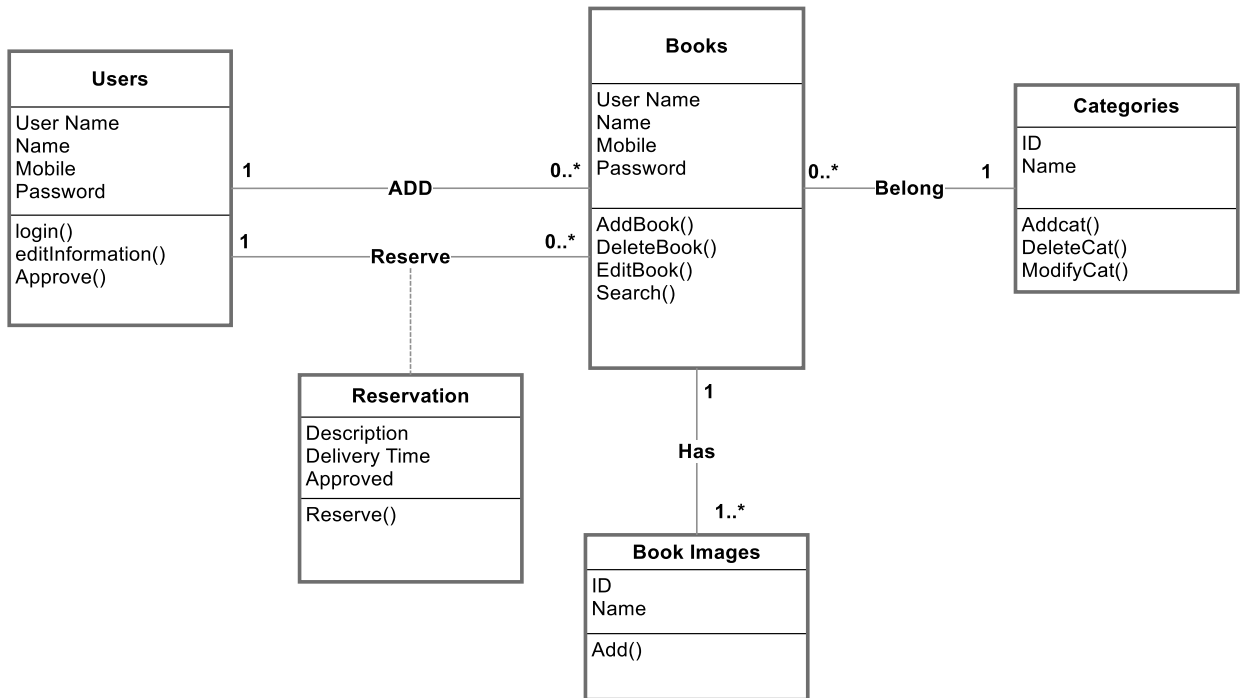 Users
User Name
Name
Mobile
Password
login()
editInformation()
Approve()
1
ADD
0..*
1
Reserve
0..*
Books
User Name
Name
Mobile
Password
AddBook()
DeleteBook()
EditBook()
Search()
0..*
Belong
1
Categories
ID
Name
Addcat()
DeleteCat()
ModifyCat()
Reservation
Description
Delivery Time
Approved
Reserve()
1
Has
1..*
Book Images
ID
Name
Add()